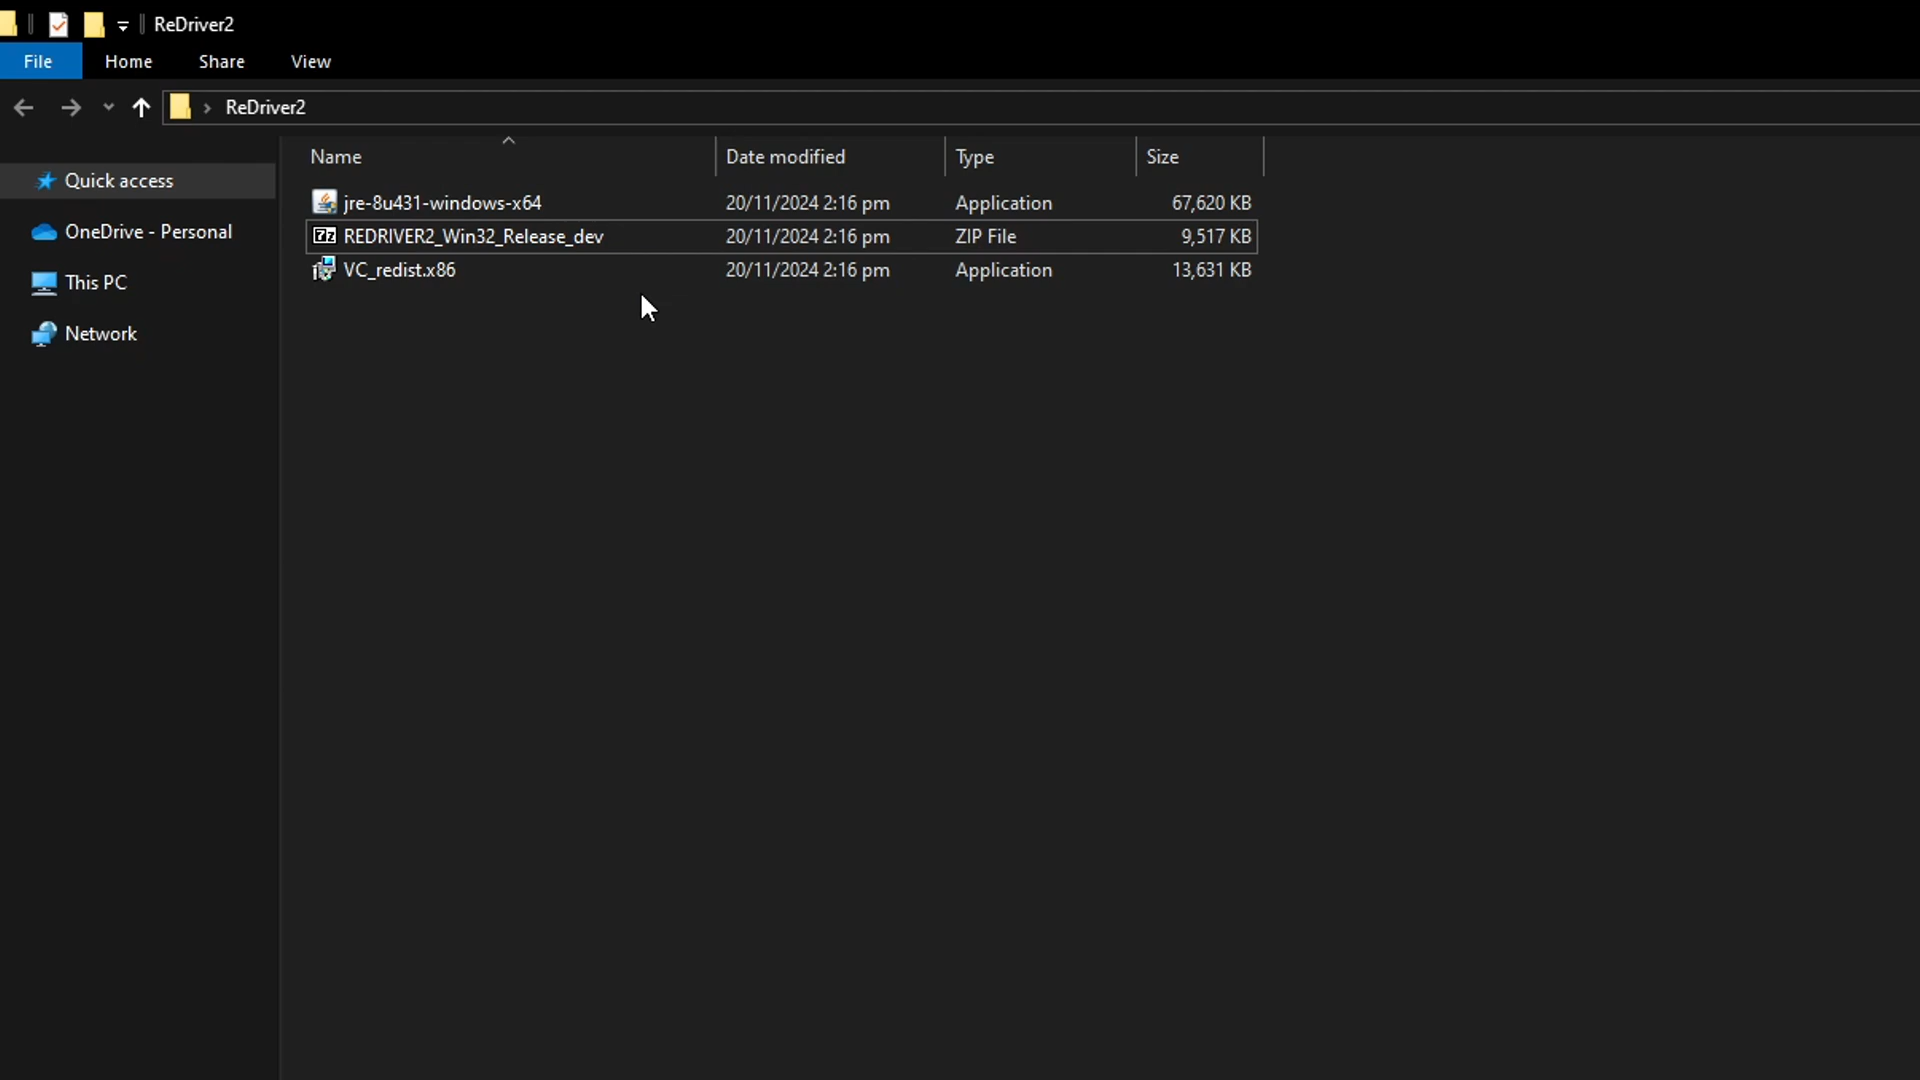 ReDriver2
File Home Share View
ReDriver2
Name Date modified Type Size
Quick access
jre-8u431-windows-x64 20/11/2024 2:16 pm Application 67,620 KB
OneDrive - Personal
REDRIVER2_Win32_Release_dev 20/11/2024 2:16 pm ZIP File 9,517 KB
VC_redist.x86 20/11/2024 2:16 pm Application 13,631 KB
This PC
Network